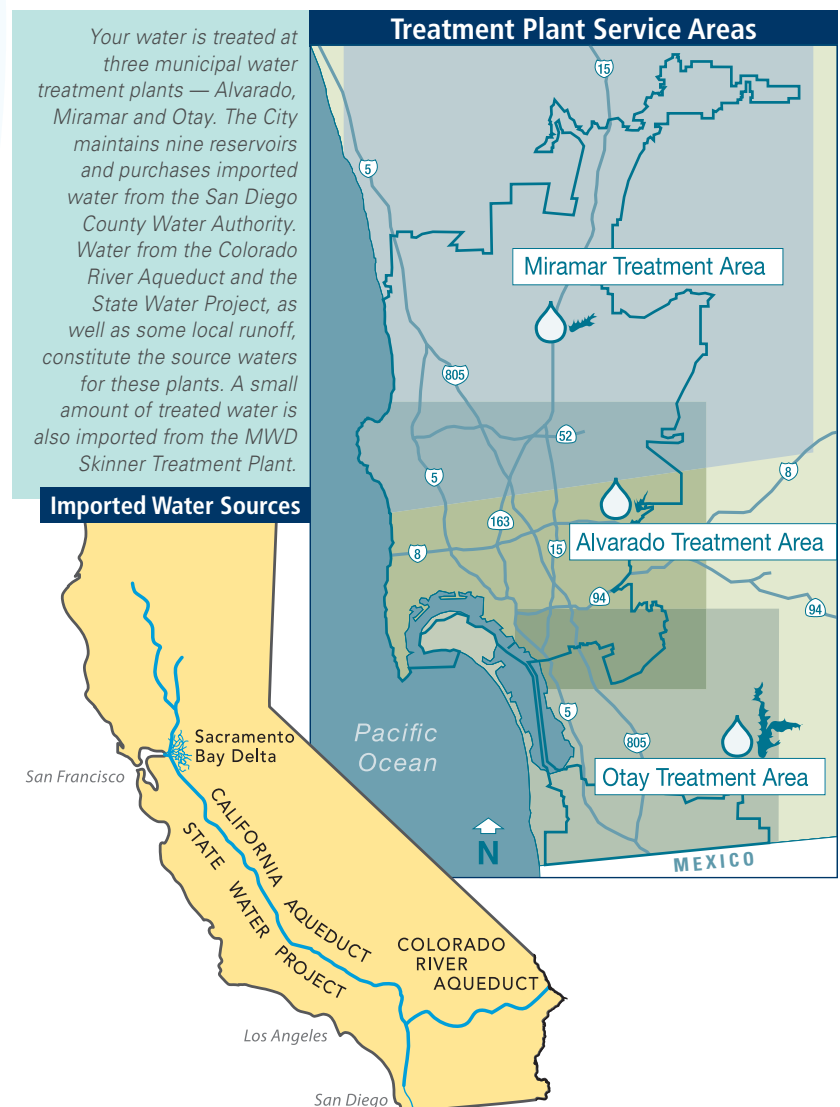 Your water is treated at
three municipal water
treatment plants — Alvarado,
Miramar and Otay. The City
maintains nine reservoirs
and purchases imported
water from the San Diego
County Water Authority.
Water from the Colorado
River Aqueduct and the
State Water Project, as
well as some local runoff,
constitute the source waters
for these plants. A small
amount of treated water is
also imported from the MWD
Skinner Treatment Plant.
Treatment Plant Service Areas
15
5
Miramar Treatment Area
805
52
5
8
163
15
Alvarado Treatment Area
8
94
94
5
805
Pacific
Ocean
Otay Treatment Area
N
MEXICO
Imported Water Sources
Sacramento
Bay Delta
San Francisco
CALIFORNIA AQUEDUCT
STATE WATER PROJECT
COLORADO
RIVER
AQUEDUCT
Los Angeles
San Diego